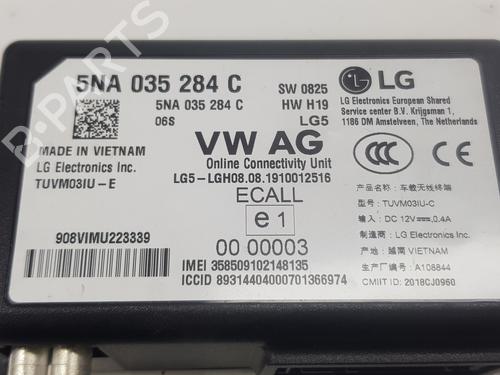 5NA 035 284 C
SW 0825
LG
5NA 035 284 C
HW H19
06S
LG5
LG Electronics European Shared
Service center B.V. Krijgsman 1,
1186 DM Amstelveen, The Netherlands
MADE IN VIETNAM
LG Electronics Inc.
TUVM03IU-E
VW AG
Online Connectivity Unit
LG5-LGH08.08.1910012516
ECALL
e1
00 00003
CCC
产品名称: 车载无线终端
型号: TUVM03IU-C
输入: DC 12V⎓, 0.4A
制造商: LG Electronics Inc.
产地: 越南 VIETNAM
生产厂编号: A108844
CMIIT ID: 2018CJ0960
908VIMU223339
IMEI 358509102148135
ICCID 89314404000701366974
B-PARTS